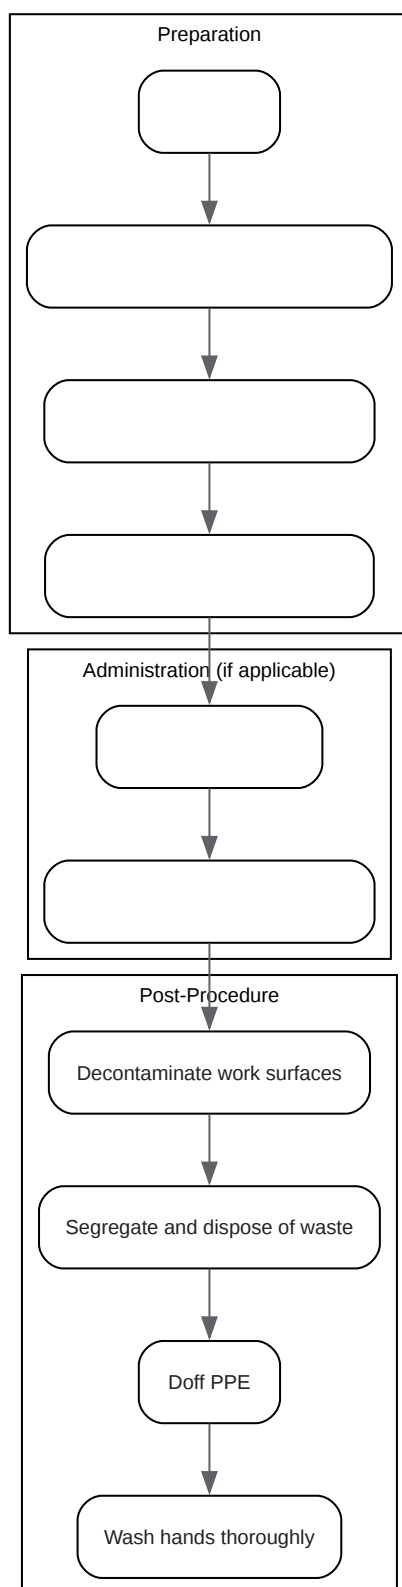 Preparation
Administration (if applicable)
Post-Procedure
Decontaminate work surfaces
Segregate and dispose of waste
Doff PPE
Wash hands thoroughly